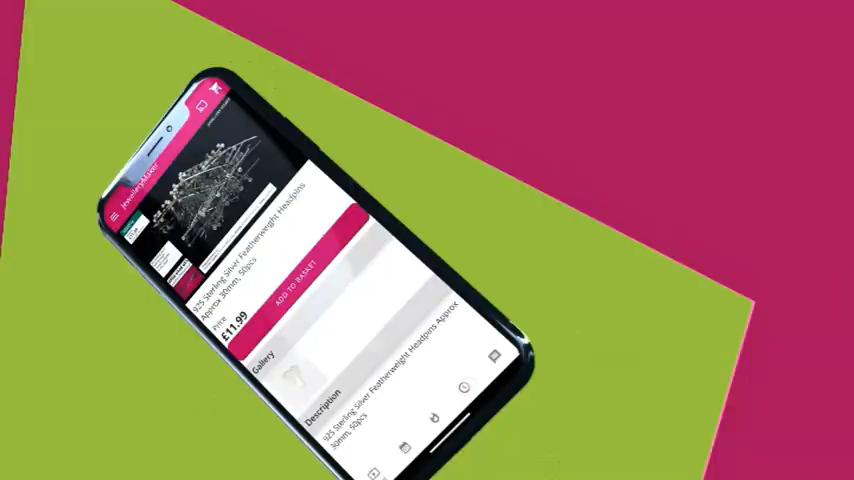 JewelleryMaker
925 Sterling Silver Featherweight Headpins
Approx 30mm, 50pcs
Price
£11.99
ADD TO BASKET
Gallery
Description
925 Sterling Silver Featherweight Headpins Approx
30mm, 50pcs